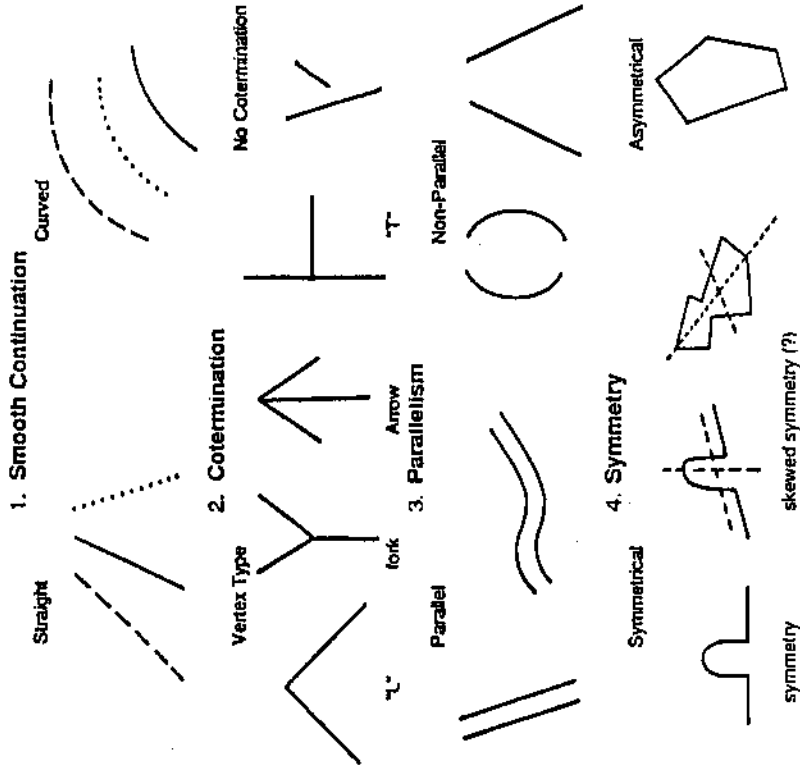 1. Smooth Continuation
Straight
Curved
2. Cotermination
Vertex Type
No Cotermination
"L"
fork
Arrow
"T"
3. Parallelism
Parallel
Non-Parallel
4. Symmetry
Symmetrical
Asymmetrical
symmetry
skewed symmetry (?)